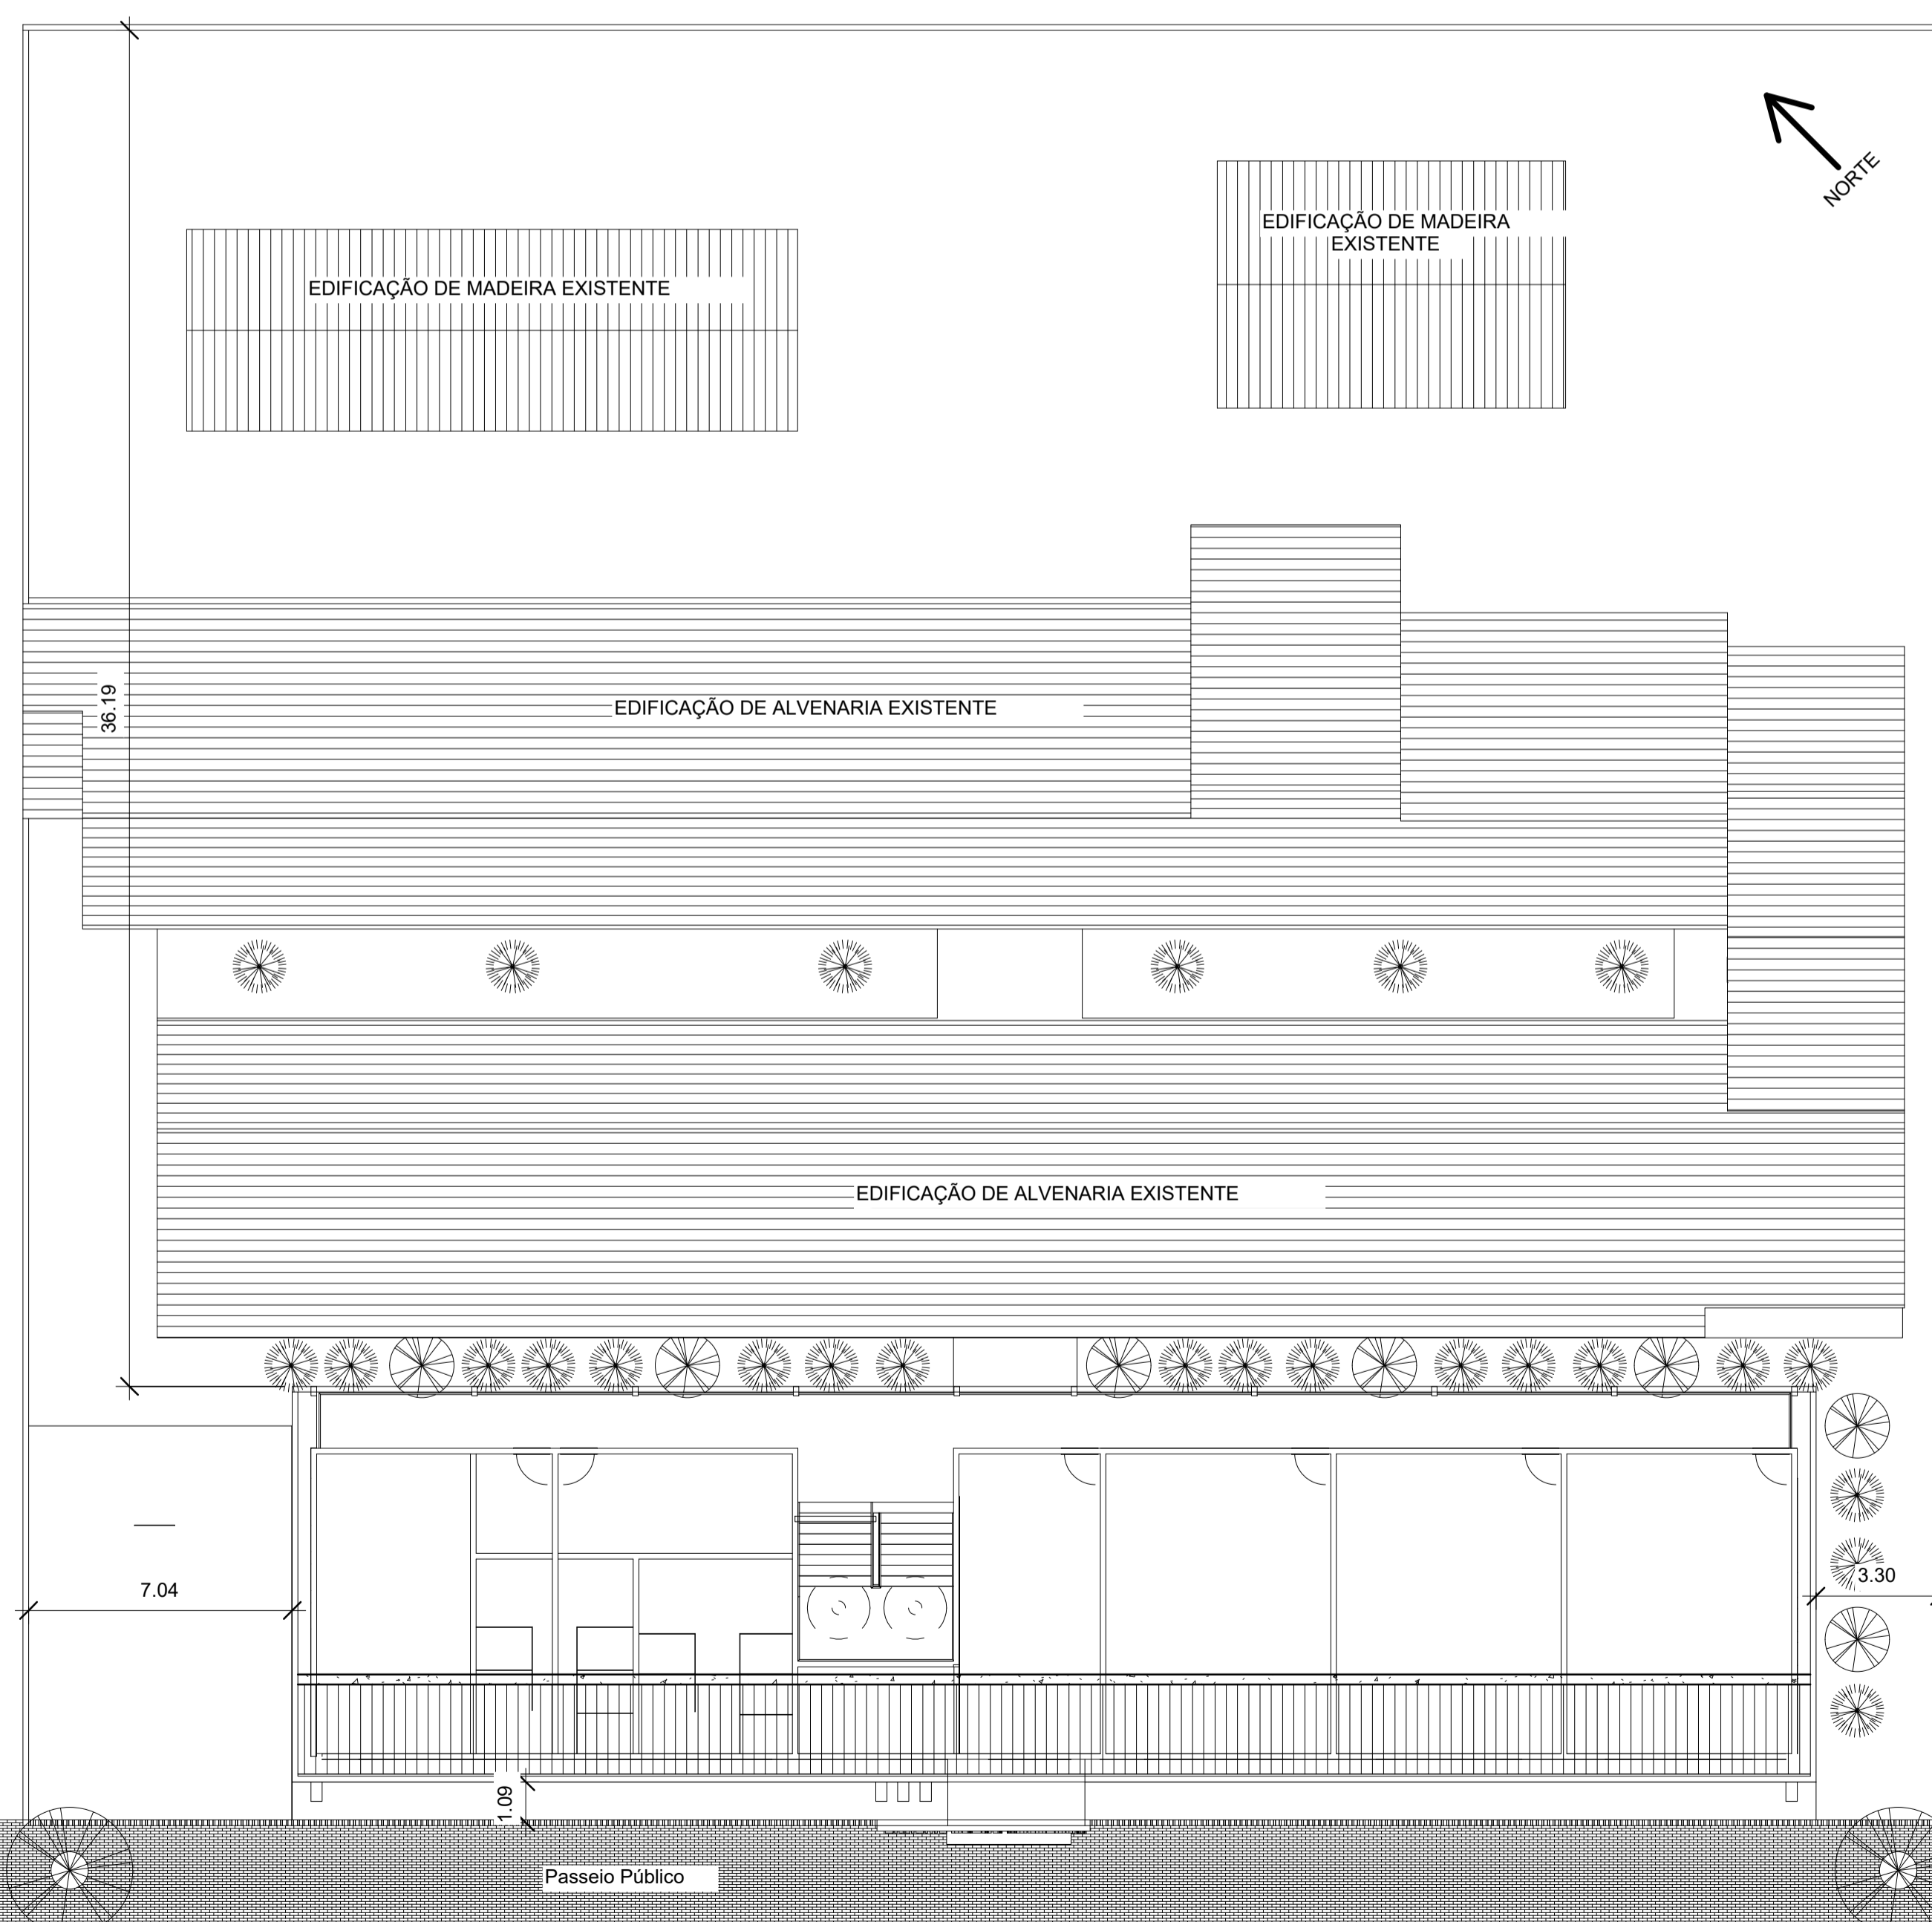 NORTE
EDIFICAÇÃO DE MADEIRA
EXISTENTE
EDIFICAÇÃO DE MADEIRA EXISTENTE
36.19
EDIFICAÇÃO DE ALVENARIA EXISTENTE
EDIFICAÇÃO DE ALVENARIA EXISTENTE
7.04
3.30
1.09
Passeio Público